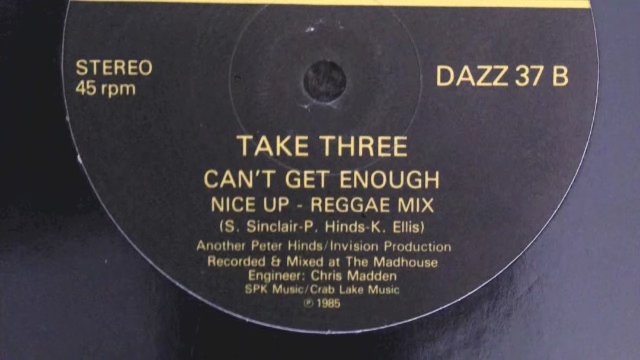 STEREO
45 rpm
DAZZ 37 B
TAKE THREE
CAN'T GET ENOUGH
NICE UP - REGGAE MIX
(S. Sinclair-P. Hinds-K. Ellis)
Another Peter Hinds/Invision Production
Recorded & Mixed at The Madhouse
Engineer: Chris Madden
SPK Music/Crab Lake Music
℗ 1985